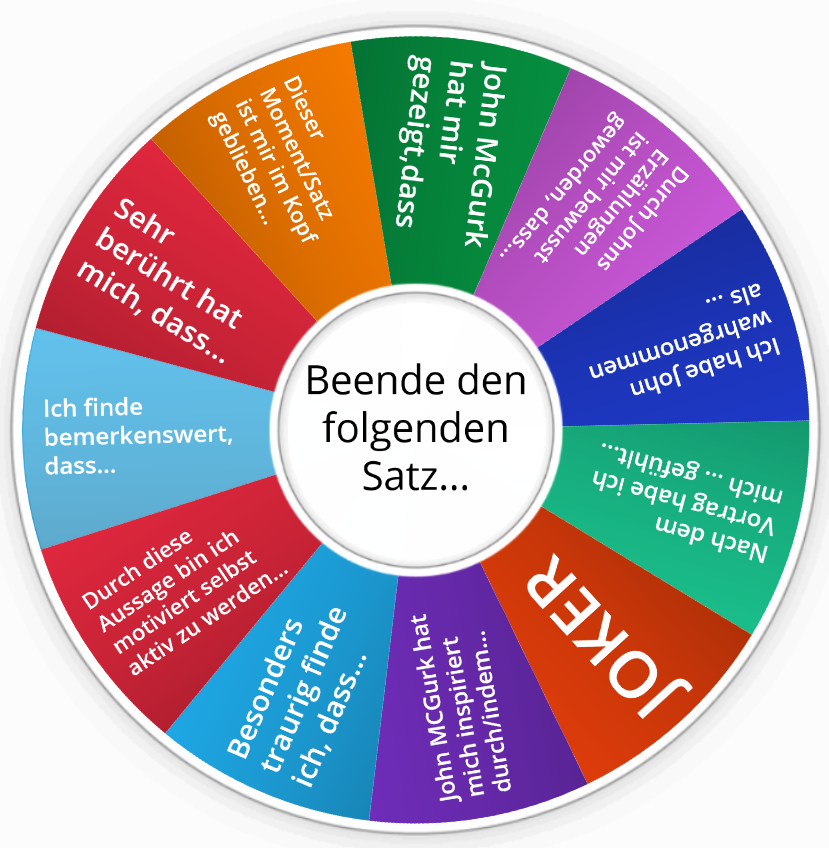 Beende den
folgenden
Satz...
John McGurk
hat mir
gezeigt,dass
Durch Johns
Erzählungen
ist mir bewusst
geworden, dass...
Ich habe John
wahrgenommen
als ...
Nach dem
Vortrag habe ich
mich ... gefühlt...
JOKER
John MCGurk hat
mich inspiriert
durch/indem...
Besonders
traurig finde
ich, dass...
Durch diese
Aussage bin ich
motiviert selbst
aktiv zu werden...
Ich finde
bemerkenswert,
dass...
Sehr
berührt hat
mich, dass...
Dieser
Moment/Satz
ist mir im Kopf
geblieben...